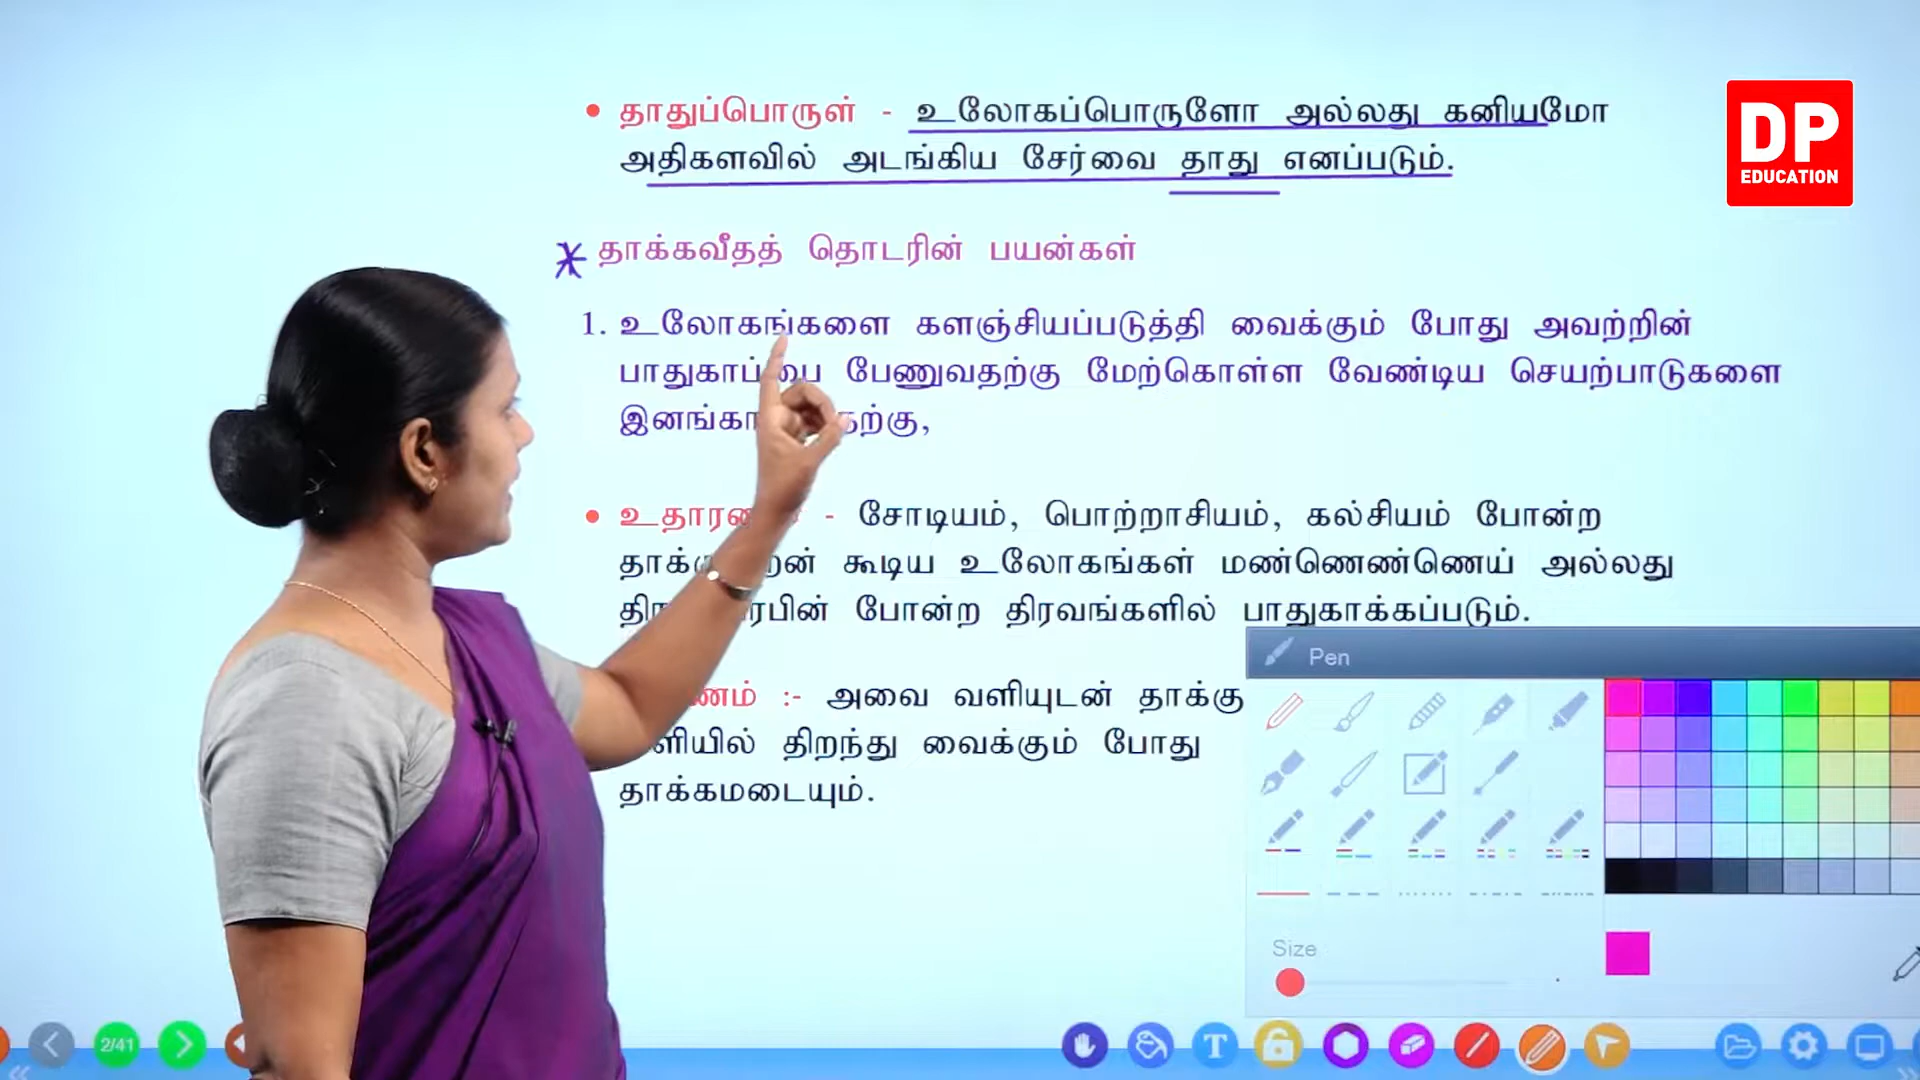 தாதுப்பொருள் - உலோகப்பொருளோ அல்லது கனியமோ
அதிகளவில் அடங்கிய சேர்வை தாது எனப்படும்.
DP
EDUCATION
* தாக்கவீதத் தொடரின் பயன்கள்
1. உலோகங்களை களஞ்சியப்படுத்தி வைக்கும் போது அவற்றின்
பாதுகாப்பை பேணுவதற்கு மேற்கொள்ள வேண்டிய செயற்பாடுகளை
- சோடியம், பொற்றாசியம், கல்சியம் போன்ற
கூடிய உலோகங்கள் மண்ணெண்ணெய் அல்லது
போன்ற திரவங்களில் பாதுகாக்கப்படும்.
:- அவை வளியுடன் தாக்கு
திறந்து வைக்கும் போது
தாக்கமடையும்.
Pen
Size
2/41
T